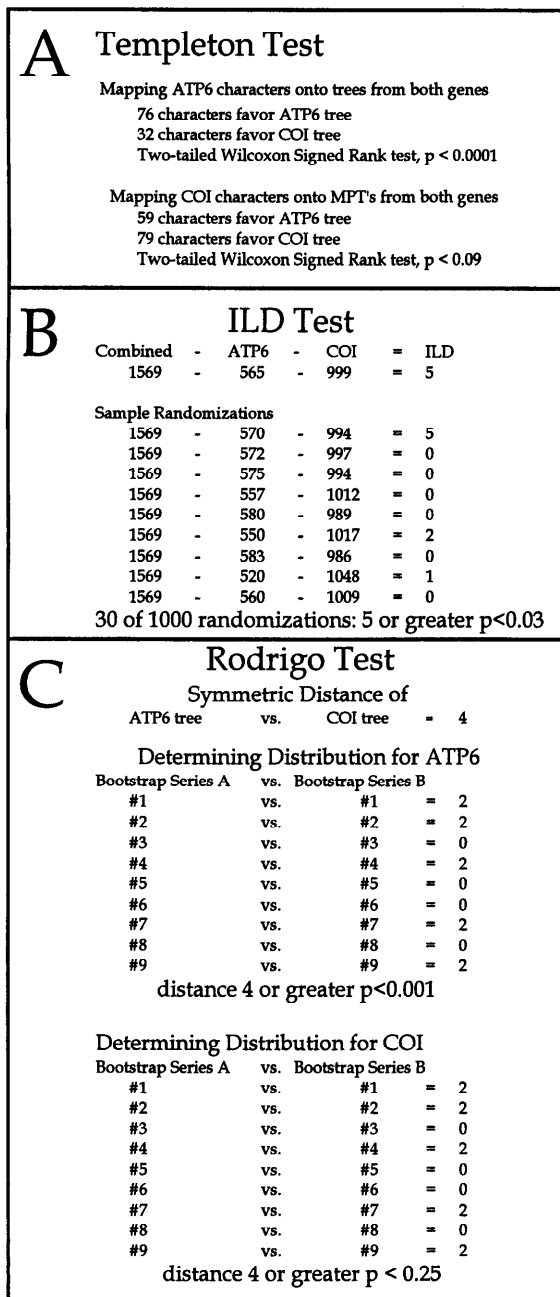 A Templeton Test
Mapping ATP6 characters onto trees from both genes
76 characters favor ATP6 tree
32 characters favor COI tree
Two-tailed Wilcoxon Signed Rank test, p < 0.0001
Mapping COI characters onto MPT's from both genes
59 characters favor ATP6 tree
79 characters favor COI tree
Two-tailed Wilcoxon Signed Rank test, p < 0.09
B ILD Test
Combined - ATP6 - COI = ILD
1569 - 565 - 999 = 5
Sample Randomizations
1569 - 570 - 994 = 5
1569 - 572 - 997 = 0
1569 - 575 - 994 = 0
1569 - 557 - 1012 = 0
1569 - 580 - 989 = 0
1569 - 550 - 1017 = 2
1569 - 583 - 986 = 0
1569 - 520 - 1048 = 1
1569 - 560 - 1009 = 0
30 of 1000 randomizations: 5 or greater p<0.03
C Rodrigo Test
Symmetric Distance of
ATP6 tree vs. COI tree = 4
Determining Distribution for ATP6
Bootstrap Series A vs. Bootstrap Series B
#1 vs. #1 = 2
#2 vs. #2 = 2
#3 vs. #3 = 0
#4 vs. #4 = 2
#5 vs. #5 = 0
#6 vs. #6 = 0
#7 vs. #7 = 2
#8 vs. #8 = 0
#9 vs. #9 = 2
distance 4 or greater p<0.001
Determining Distribution for COI
Bootstrap Series A vs. Bootstrap Series B
#1 vs. #1 = 2
#2 vs. #2 = 2
#3 vs. #3 = 0
#4 vs. #4 = 2
#5 vs. #5 = 0
#6 vs. #6 = 0
#7 vs. #7 = 2
#8 vs. #8 = 0
#9 vs. #9 = 2
distance 4 or greater p < 0.25